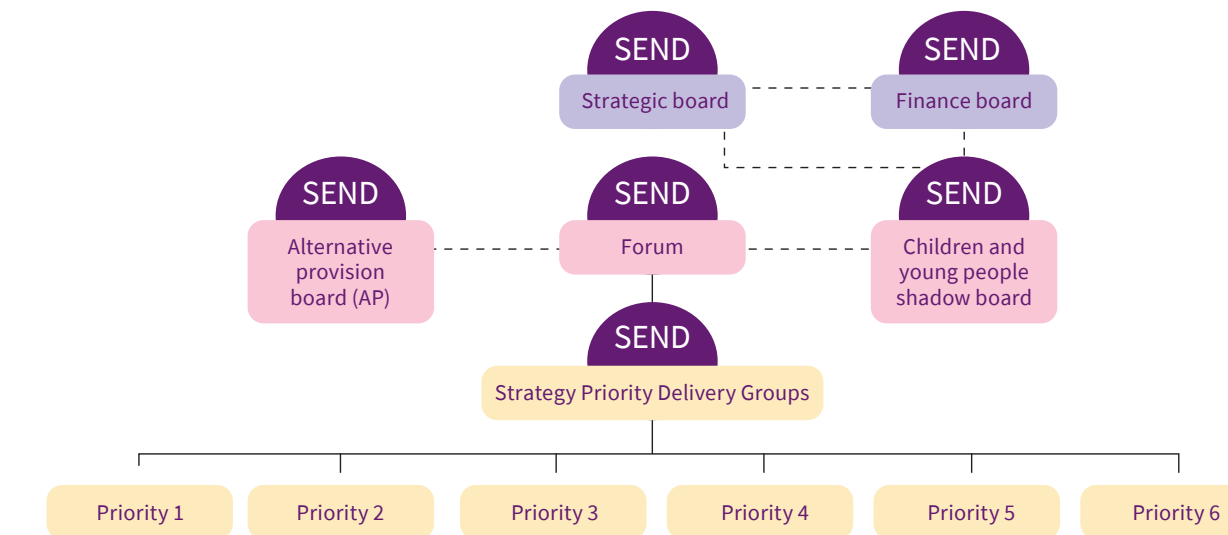 SEND
Strategic board
SEND
Finance board
SEND
Alternative
provision
board (AP)
SEND
Forum
SEND
Children and
young people
shadow board
SEND
Strategy Priority Delivery Groups
Priority 1
Priority 2
Priority 3
Priority 4
Priority 5
Priority 6